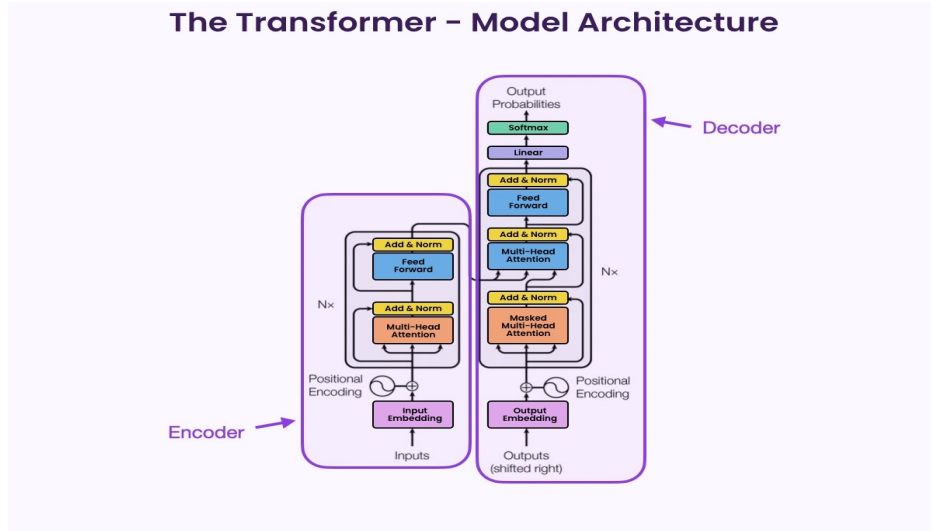 The Transformer - Model Architecture
Output
Probabilities
Softmax
Linear
Add & Norm
Feed
Forward
Add & Norm
Multi-Head
Attention
Add & Norm
Masked
Multi-Head
Attention
Nx
Positional
Encoding
Output
Embedding
Outputs
(shifted right)
Decoder
Add & Norm
Feed
Forward
Add & Norm
Multi-Head
Attention
Nx
Positional
Encoding
Input
Embedding
Inputs
Encoder